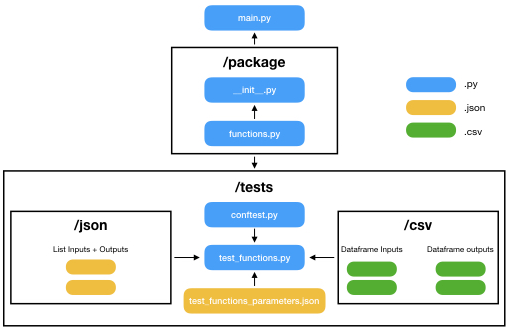 main.py
/package
__init__.py
functions.py
.py
.json
.csv
/tests
/json
List Inputs + Outputs
conftest.py
test_functions.py
test_functions_parameters.json
/csv
Dataframe Inputs
Dataframe outputs